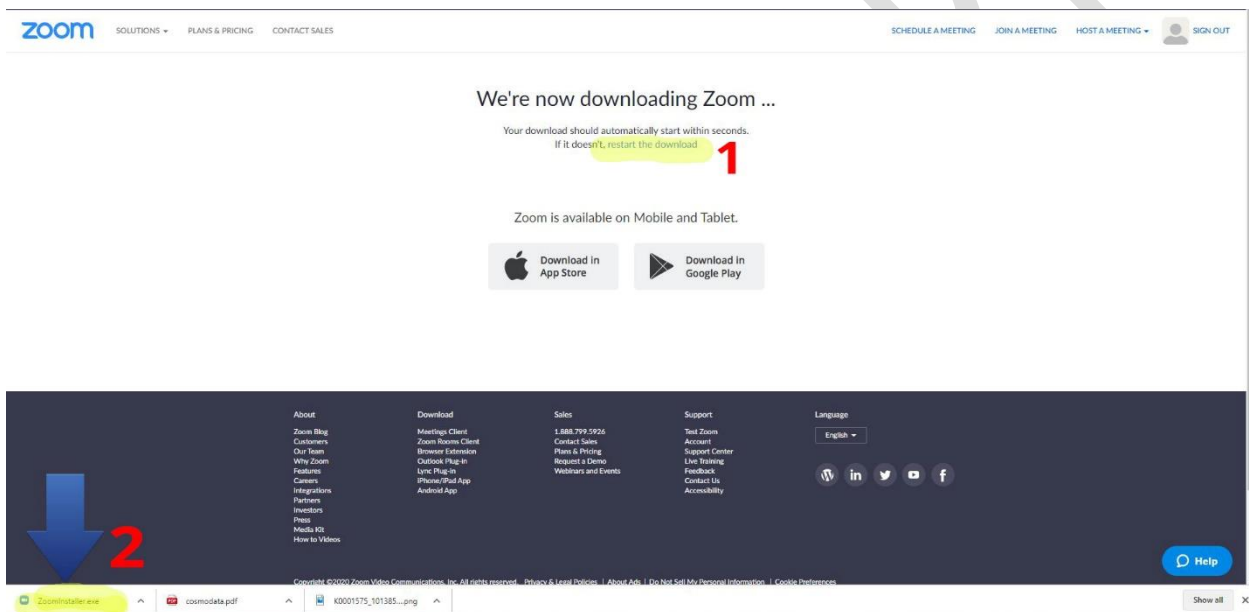 zoom SOLUTIONS PLANS & PRICING CONTACT SALES SCHEDULE A MEETING JOIN A MEETING HOST A MEETING SIGN OUT
We're now downloading Zoom ...
Your download should automatically start within seconds.
If it doesn't, restart the download
1
Zoom is available on Mobile and Tablet.
Download in
App Store
Download in
Google Play
About
Zoom Blog
Customers
Our Team
Why Zoom
Features
Careers
Integrations
Partners
Investors
Press
Media Kit
How to Videos
Download
Meetings Client
Zoom Rooms Client
Browser Extension
Outlook Plug-in
Lync Plug-in
iPhone/iPad App
Android App
Sales
1.888.799.5926
Contact Sales
Plans & Pricing
Request a Demo
Webinars and Events
Support
Test Zoom
Account
Support Center
Live Training
Feedback
Contact Us
Accessibility
Language
English
in
f
2
Help
Copyright ©2020 Zoom Video Communications, Inc. All rights reserved. Privacy & Legal Policies | About Ads | Do Not Sell My Personal Information | Cookie Preferences
ZoomInstaller.exe PDF cosmodata.pdf K0001575_101385....png Show all